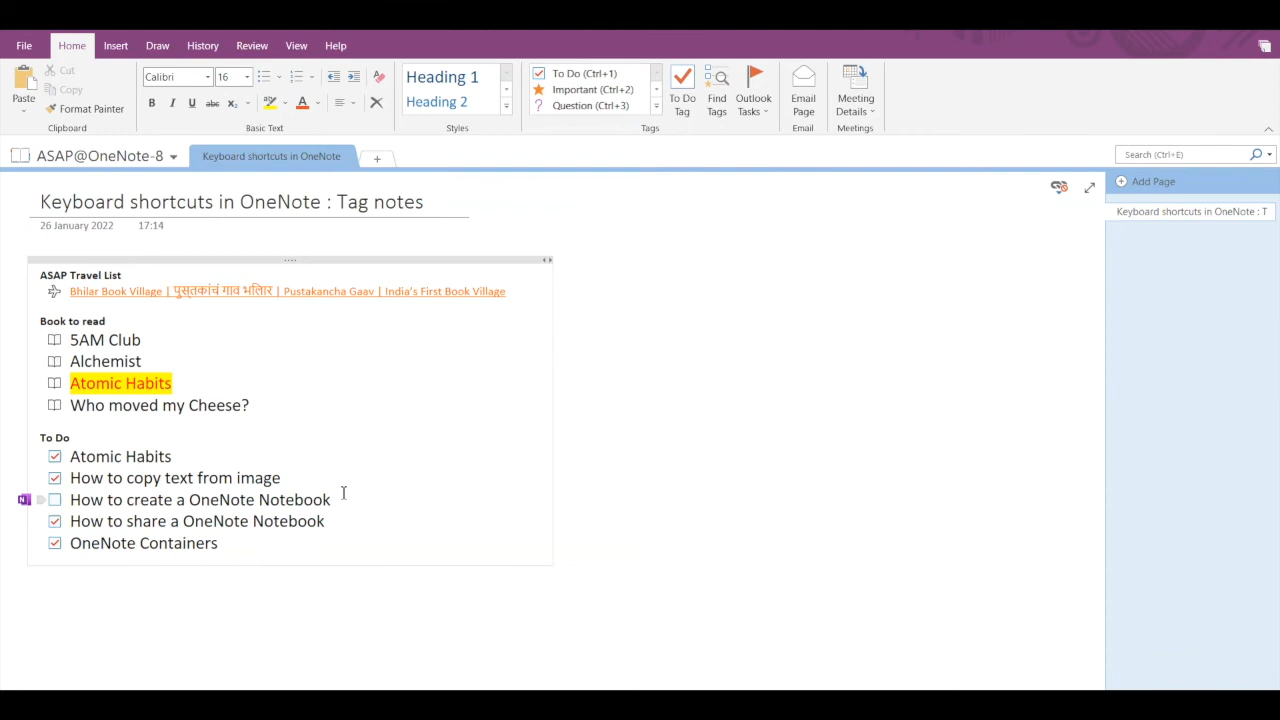 File Home Insert Draw History Review View Help
Paste
Cut
Copy
Format Painter
Clipboard
Calibri 16
B I U abc X₂ A
Basic Text
Heading 1
Heading 2
Styles
To Do (Ctrl+1)
Important (Ctrl+2)
Question (Ctrl+3)
To Do Tag
Find Tags
Outlook Tasks
Tags
Email Page
Email
Meeting Details
Meetings
ASAP@OneNote-8
Keyboard shortcuts in OneNote
+
Search (Ctrl+E)
Add Page
Keyboard shortcuts in OneNote : T
Keyboard shortcuts in OneNote : Tag notes
26 January 2022 17:14
ASAP Travel List
Bhilar Book Village | पुस्तकांचं गाव भिलार | Pustakancha Gaav | India's First Book Village
Book to read
5AM Club
Alchemist
Atomic Habits
Who moved my Cheese?
To Do
Atomic Habits
How to copy text from image
N How to create a OneNote Notebook
How to share a OneNote Notebook
OneNote Containers